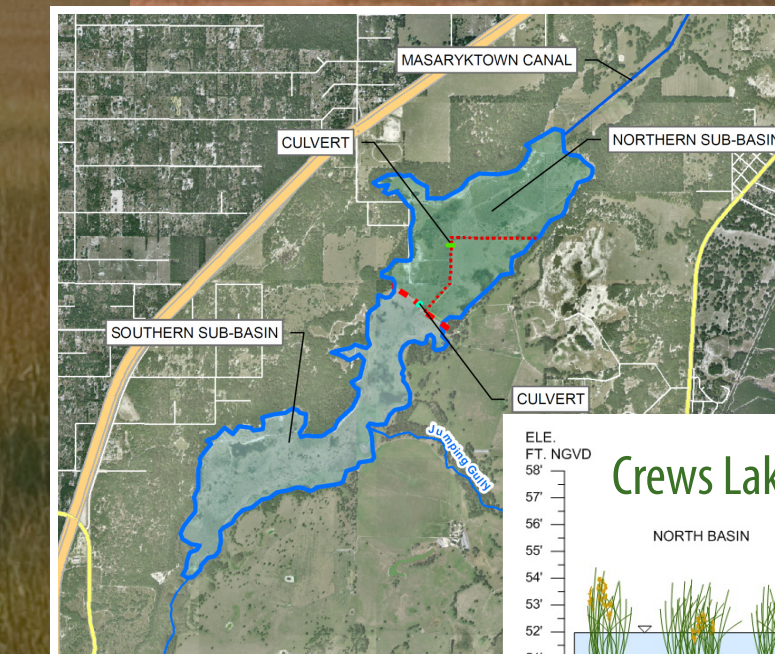 MASARYKTOWN CANAL
CULVERT
NORTHERN SUB-BASIN
SOUTHERN SUB-BASIN
CULVERT
Jumping Gully
ELE.
FT. NGVD
Crews Lak
58'
57'
56'
NORTH BASIN
55'
54'
53'
52'